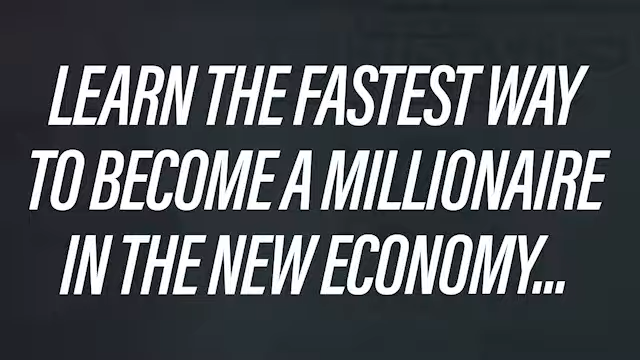 LEARN THE FASTEST WAY
TO BECOME A MILLIONAIRE
IN THE NEW ECONOMY...